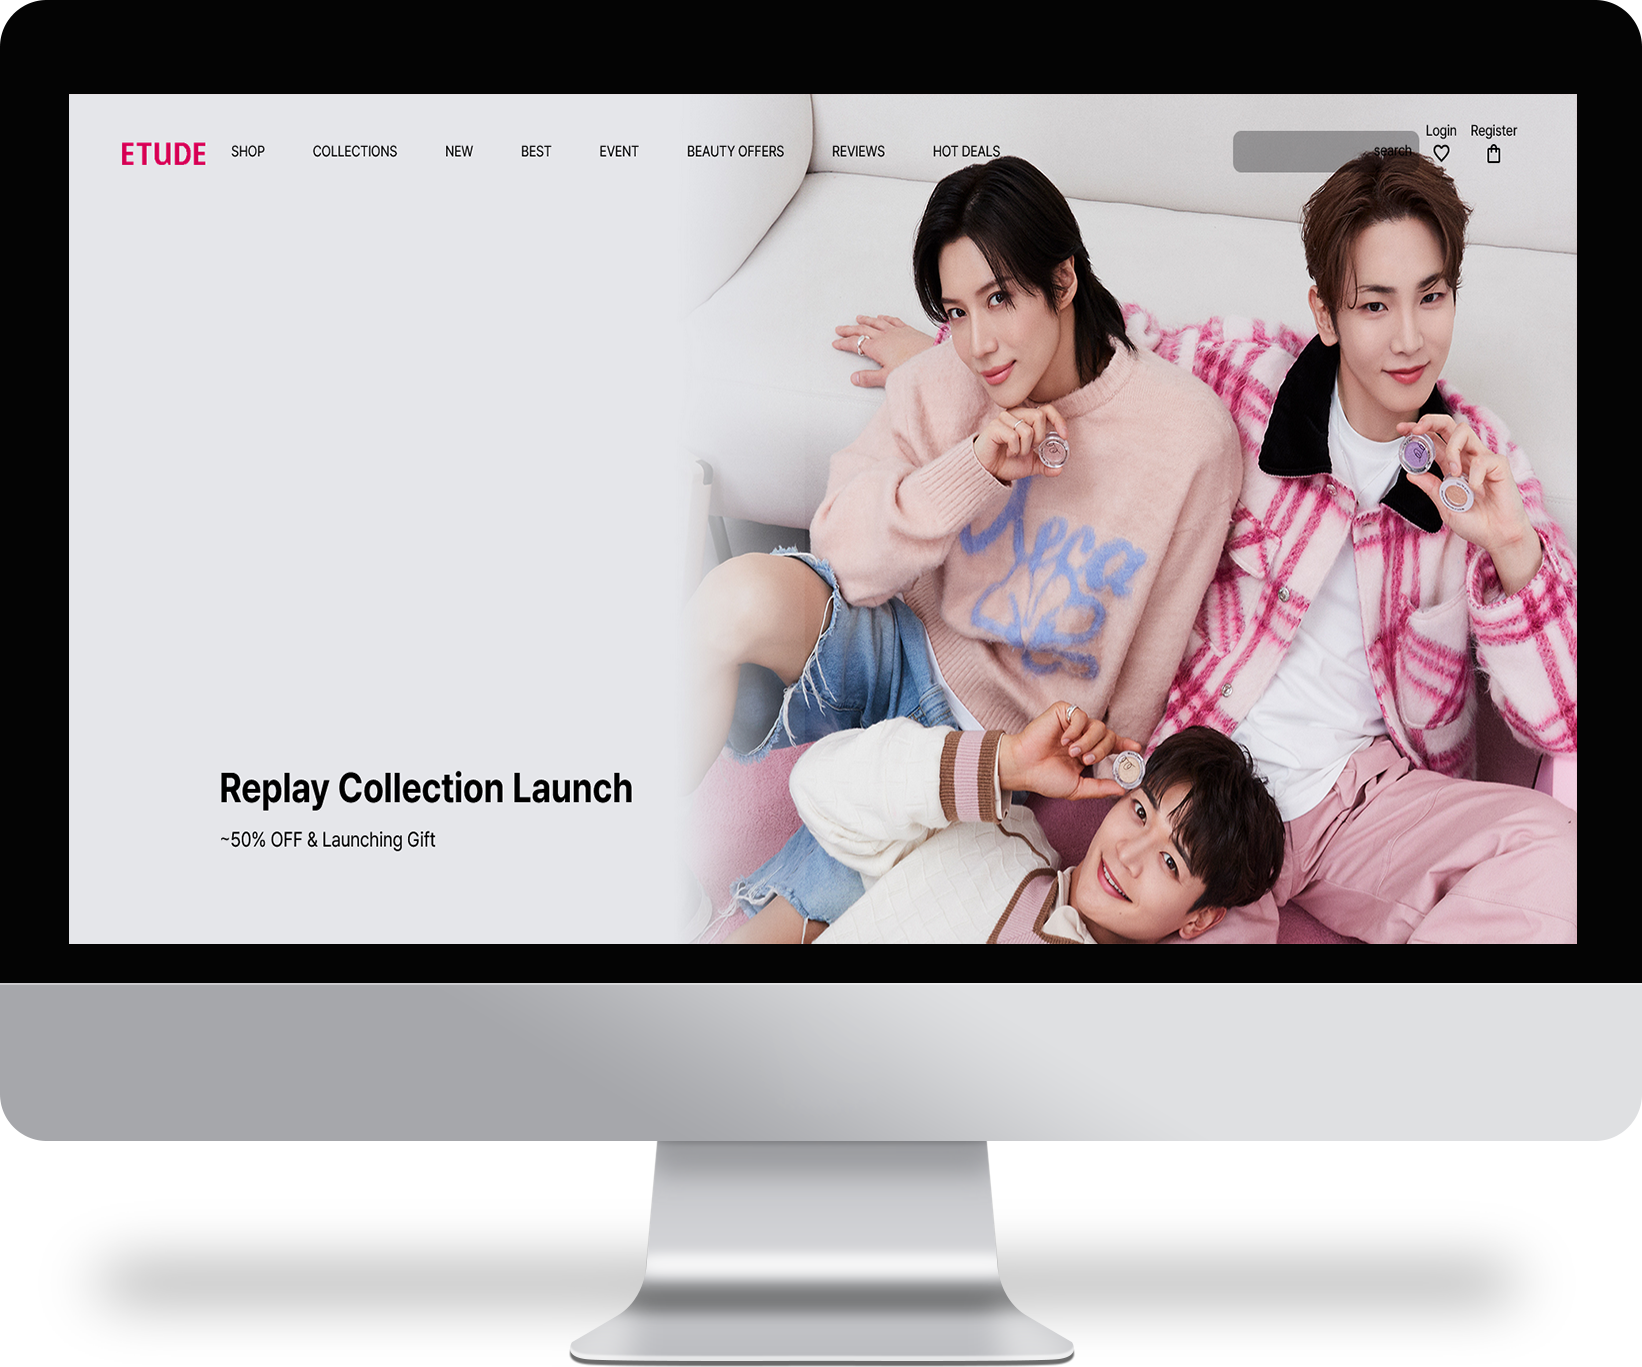 ETUDE SHOP COLLECTIONS NEW BEST EVENT BEAUTY OFFERS REVIEWS HOT DEALS search Login Register
Replay Collection Launch
~50% OFF & Launching Gift